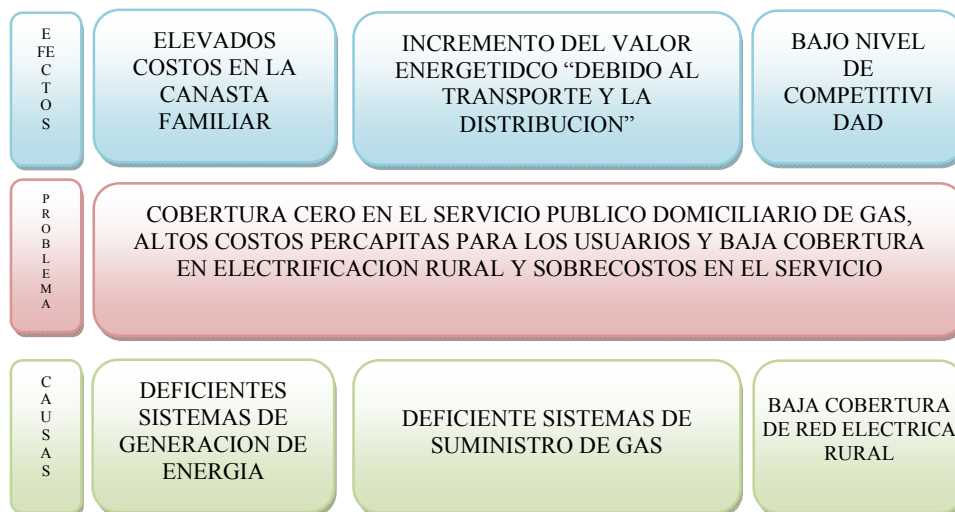 E
FE
C
T
O
S
ELEVADOS
COSTOS EN LA
CANASTA
FAMILIAR
INCREMENTO DEL VALOR
ENERGETIDCO “DEBIDO AL
TRANSPORTE Y LA
DISTRIBUCION”
BAJO NIVEL
DE
COMPETITIVI
DAD
P
R
O
B
L
E
M
A
COBERTURA CERO EN EL SERVICIO PUBLICO DOMICILIARIO DE GAS,
ALTOS COSTOS PERCAPITAS PARA LOS USUARIOS Y BAJA COBERTURA
EN ELECTRIFICACION RURAL Y SOBRECOSTOS EN EL SERVICIO
C
A
U
S
A
S
DEFICIENTES
SISTEMAS DE
GENERACION DE
ENERGIA
DEFICIENTE SISTEMAS DE
SUMINISTRO DE GAS
BAJA COBERTURA
DE RED ELECTRICA
RURAL